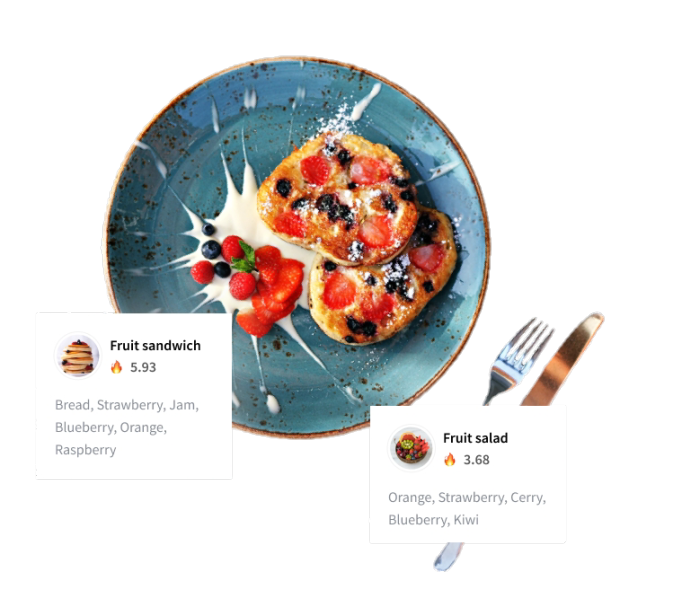 Fruit sandwich
🔥 5.93
Bread, Strawberry, Jam,
Blueberry, Orange,
Raspberry
Fruit salad
🔥 3.68
Orange, Strawberry, Cerry,
Blueberry, Kiwi